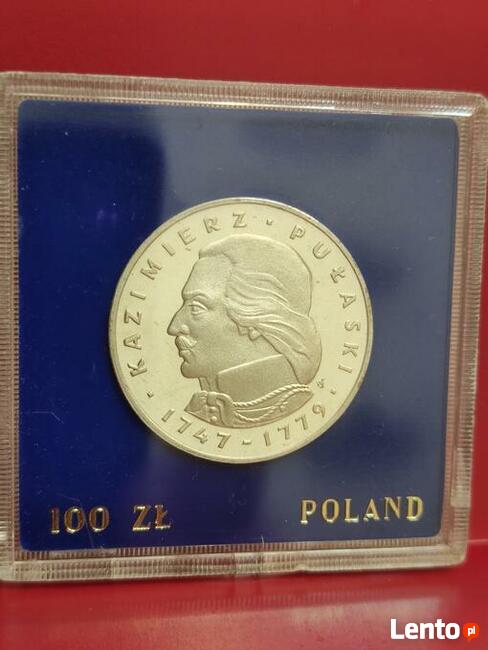 · KAZIMIERZ · PUŁASKI ·
1747-1779
100 ZŁ POLAND
Lento.pl